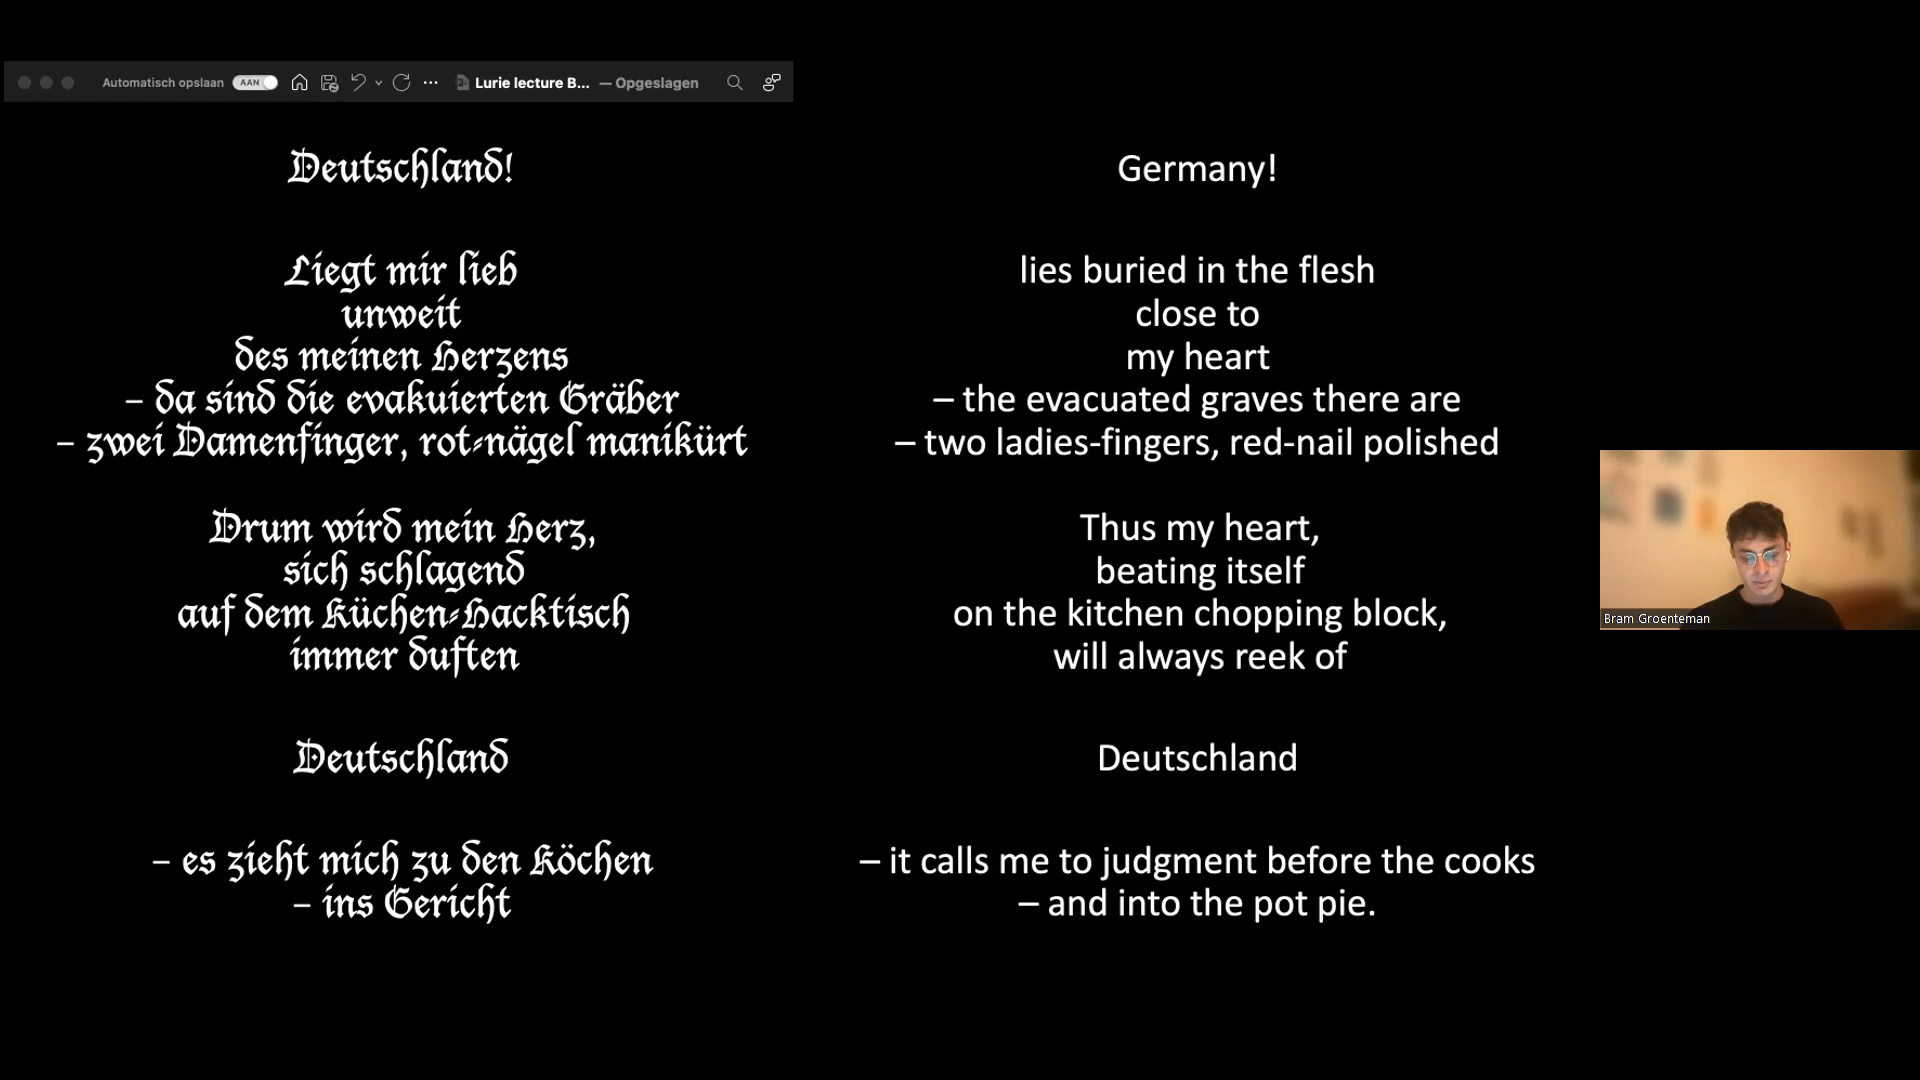 Automatisch opslaan AAN Lurie lecture B... — Opgeslagen
Deutschland!
Liegt mir lieb
unweit
des meinen Herzens
– da sind die evakuierten Gräber
– zwei Damenfinger, rot-nägel manikürt
Drum wird mein Herz,
sich schlagend
auf dem Küchen-Hacktisch
immer duften
Deutschland
– es zieht mich zu den Köchen
– ins Gericht
Germany!
lies buried in the flesh
close to
my heart
– the evacuated graves there are
– two ladies-fingers, red-nail polished
Thus my heart,
beating itself
on the kitchen chopping block,
will always reek of
Deutschland
– it calls me to judgment before the cooks
– and into the pot pie.
Bram Groenteman